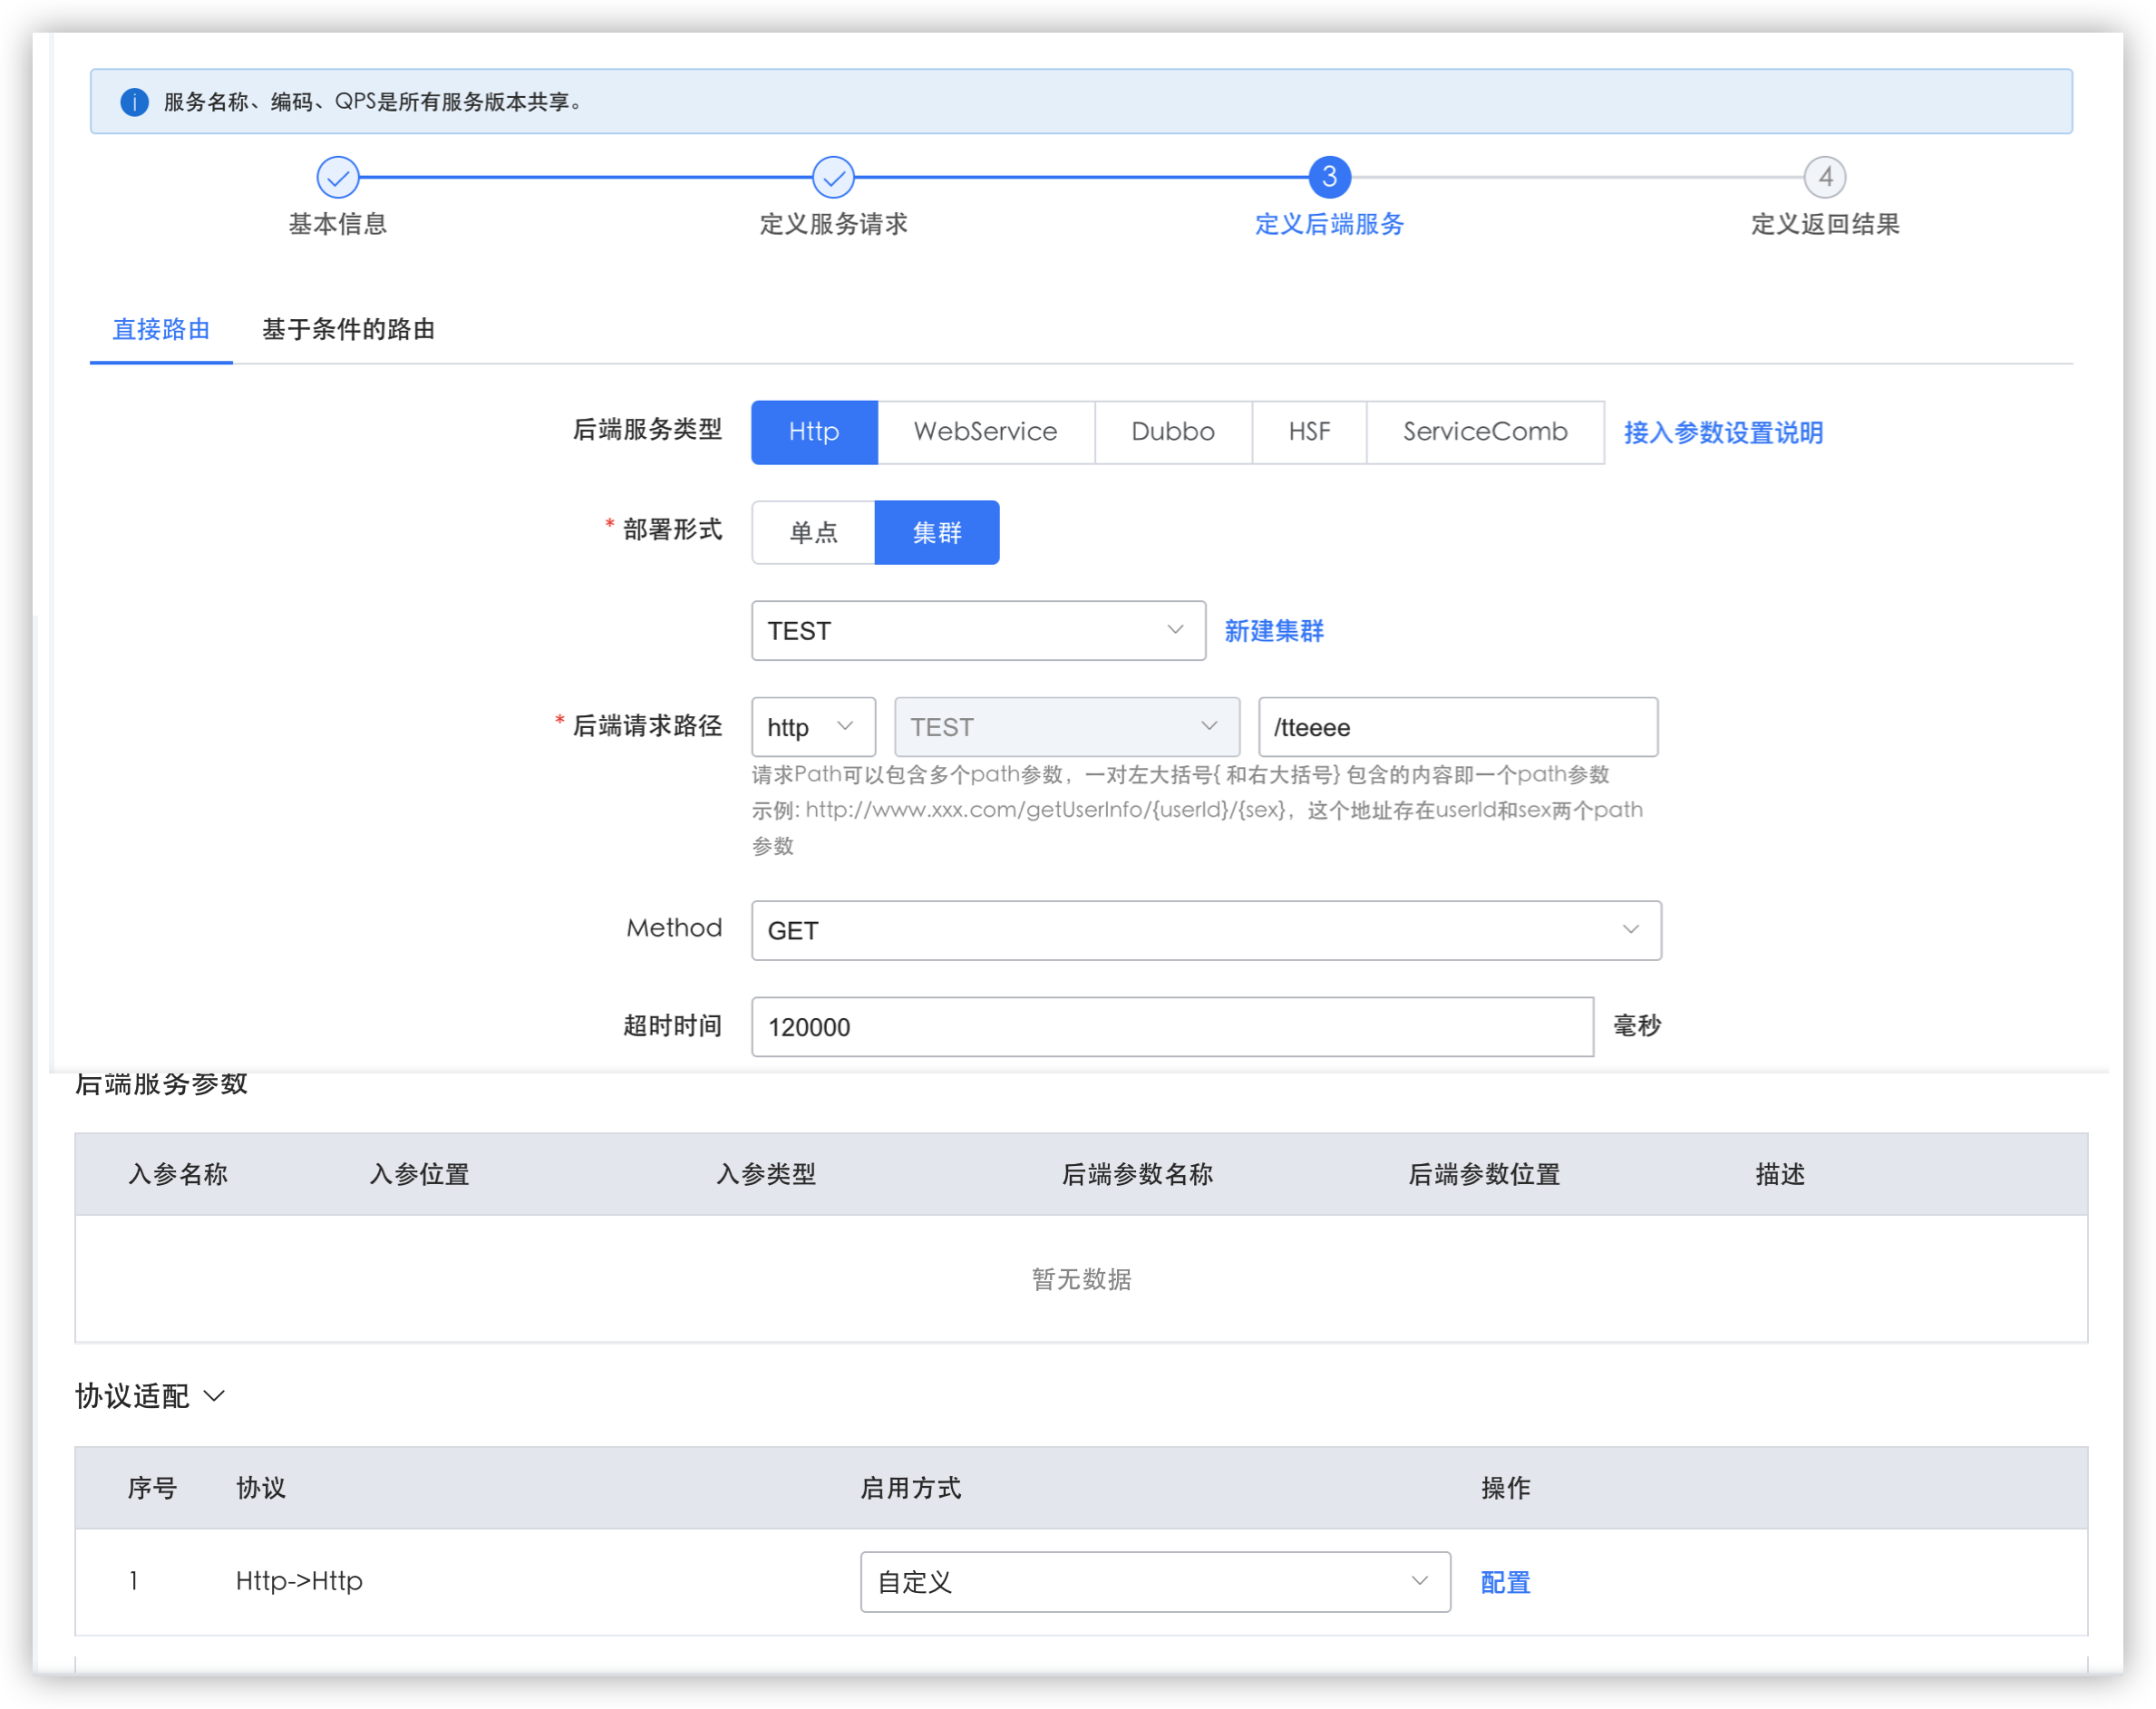 服务名称、编码、QPS是所有服务版本共享。
基本信息 定义服务请求 3 定义后端服务 4 定义返回结果
直接路由 基于条件的路由
后端服务类型 Http WebService Dubbo HSF ServiceComb 接入参数设置说明
* 部署形式 单点 集群
TEST 新建集群
* 后端请求路径 http TEST /tteeee
请求Path可以包含多个path参数，一对左大括号{ 和右大括号} 包含的内容即一个path参数
示例: http://www.xxx.com/getUserInfo/{userId}/{sex}，这个地址存在userId和sex两个path
参数
Method GET
超时时间 120000 毫秒
后端服务参数
入参名称 入参位置 入参类型 后端参数名称 后端参数位置 描述
暂无数据
协议适配
序号 协议 启用方式 操作
1 Http->Http 自定义 配置